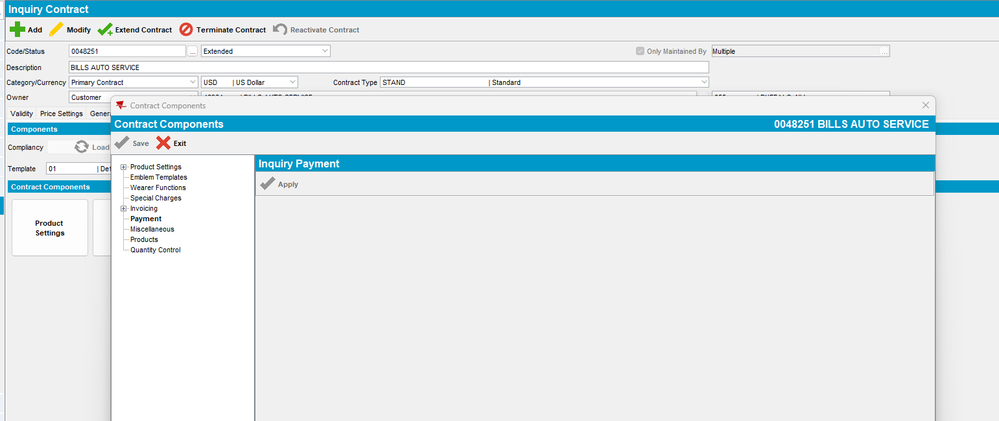 Inquiry Contract
Add Modify Extend Contract Terminate Contract Reactivate Contract
Code/Status 0048251 ... Extended Only Maintained By Multiple ...
Description BILLS AUTO SERVICE
Category/Currency Primary Contract USD US Dollar Contract Type STAND Standard
Owner Customer
Contract Components
Validity Price Settings
Contract Components 0048251 BILLS AUTO SERVICE
Components
Save Exit
Compliancy Load
Template 01
Product Settings
Emblem Templates
Wearer Functions
Special Charges
Invoicing
Payment
Miscellaneous
Products
Quantity Control
Inquiry Payment
Apply
Contract Components
Product
Settings